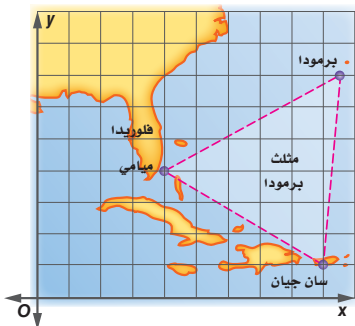 y
برمودا
فلوريدا
مثلث
برمودا
ميامي
سان جيان
O
x